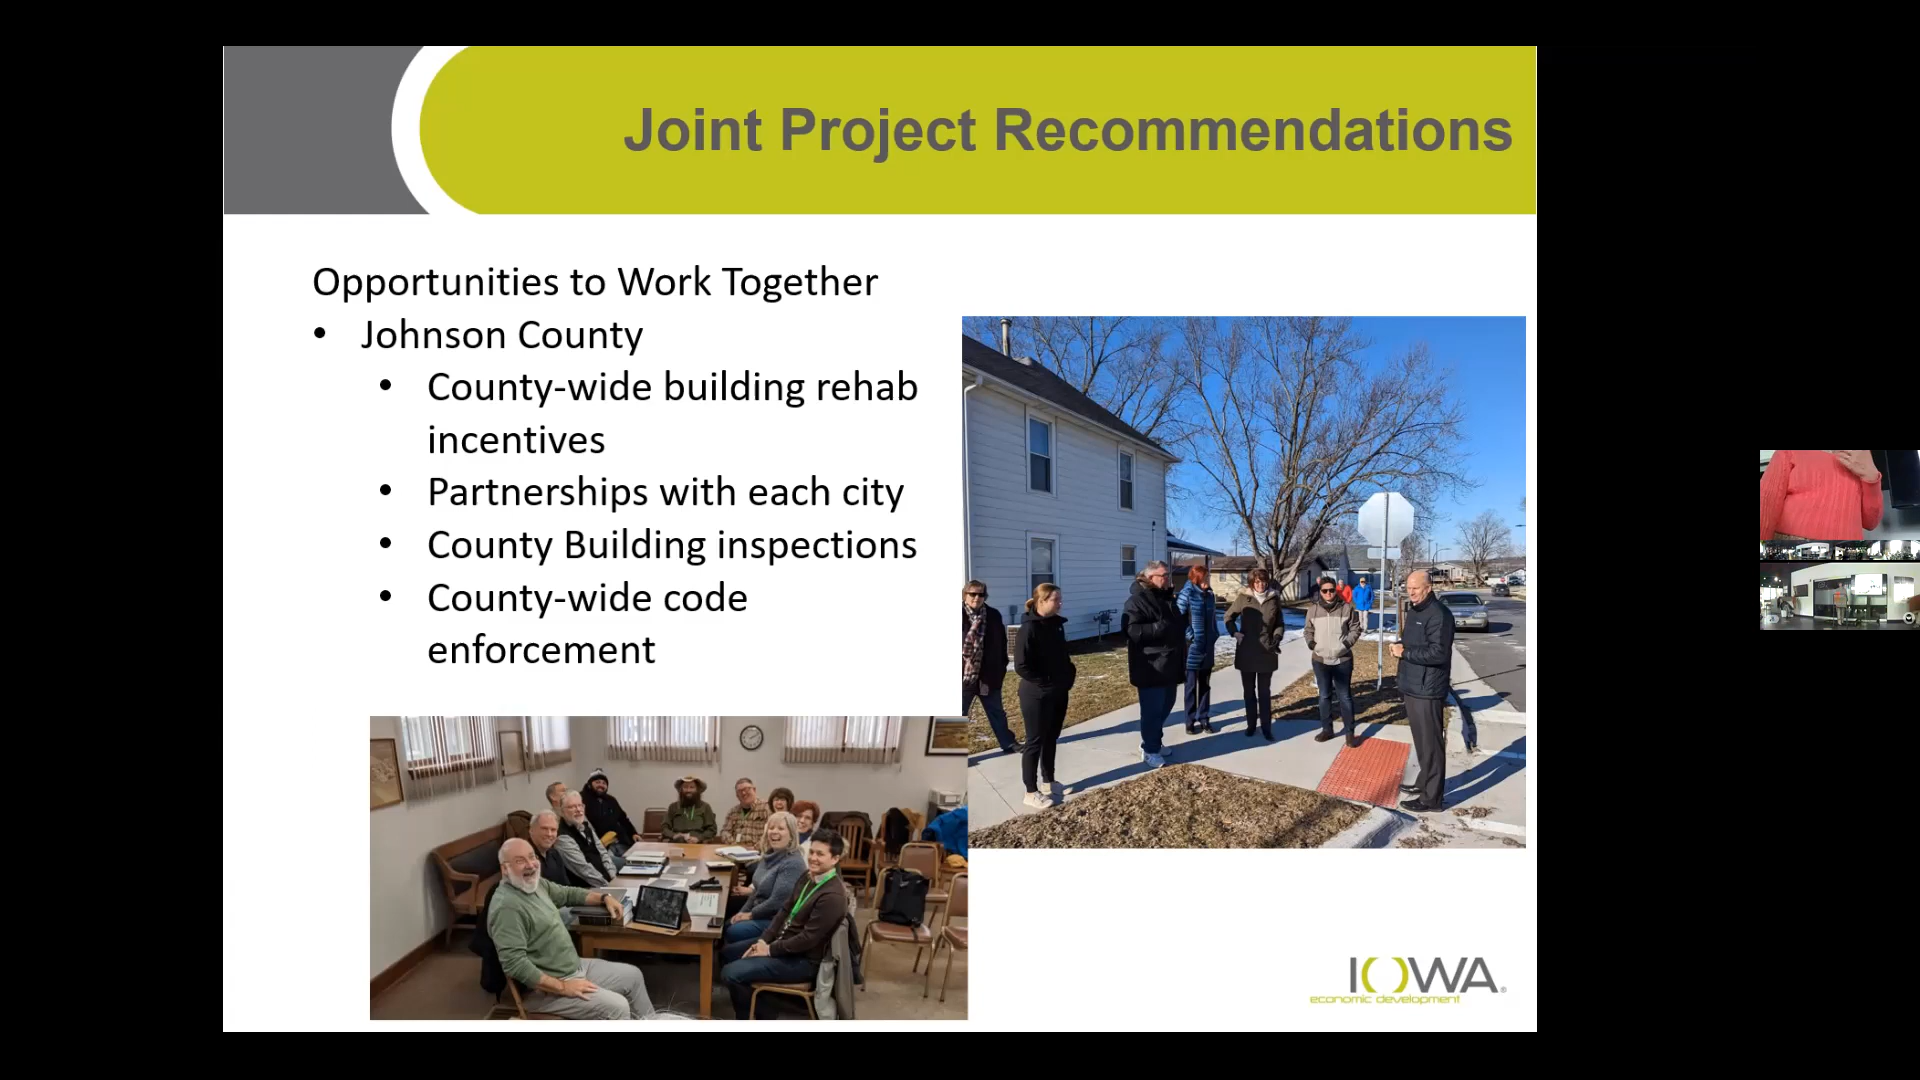 Joint Project Recommendations
Opportunities to Work Together
• Johnson County
• County-wide building rehab
incentives
• Partnerships with each city
• County Building inspections
• County-wide code
enforcement
IOWA®
economic development